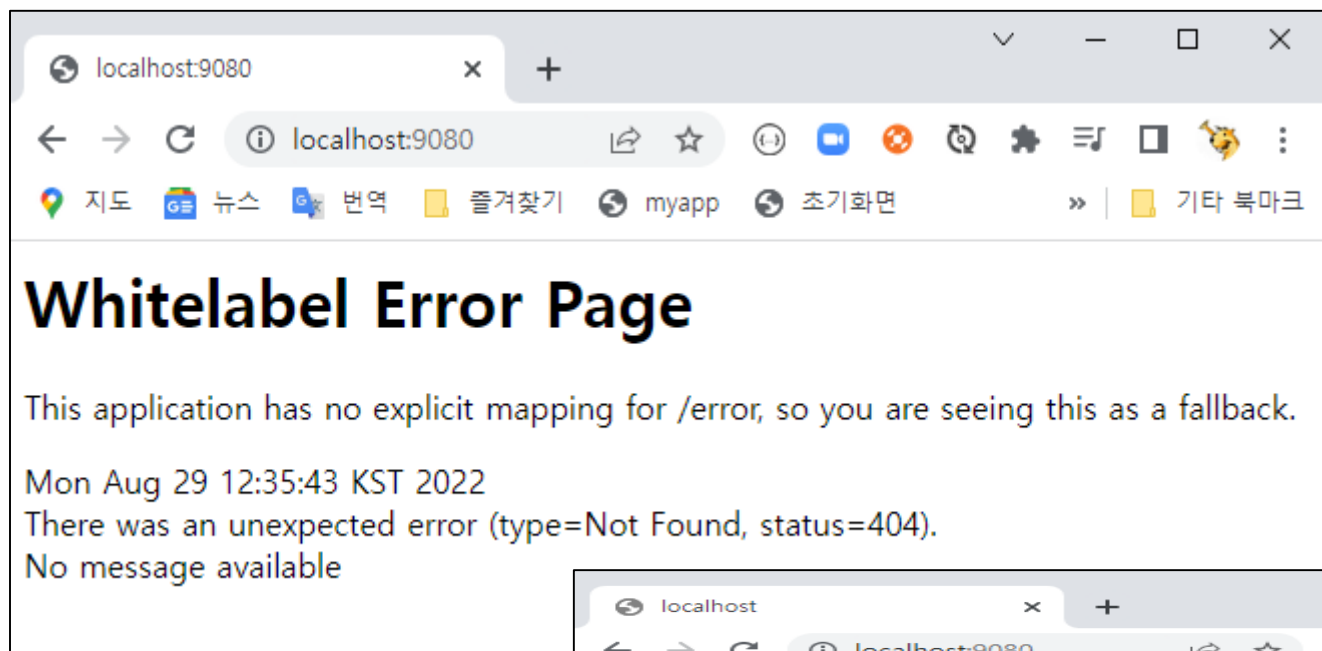 localhost:9080
localhost:9080
지도 뉴스 번역 즐겨찾기 myapp 초기화면 » 기타 북마크
Whitelabel Error Page
This application has no explicit mapping for /error, so you are seeing this as a fallback.
Mon Aug 29 12:35:43 KST 2022
There was an unexpected error (type=Not Found, status=404).
No message available
localhost
localhost:9080